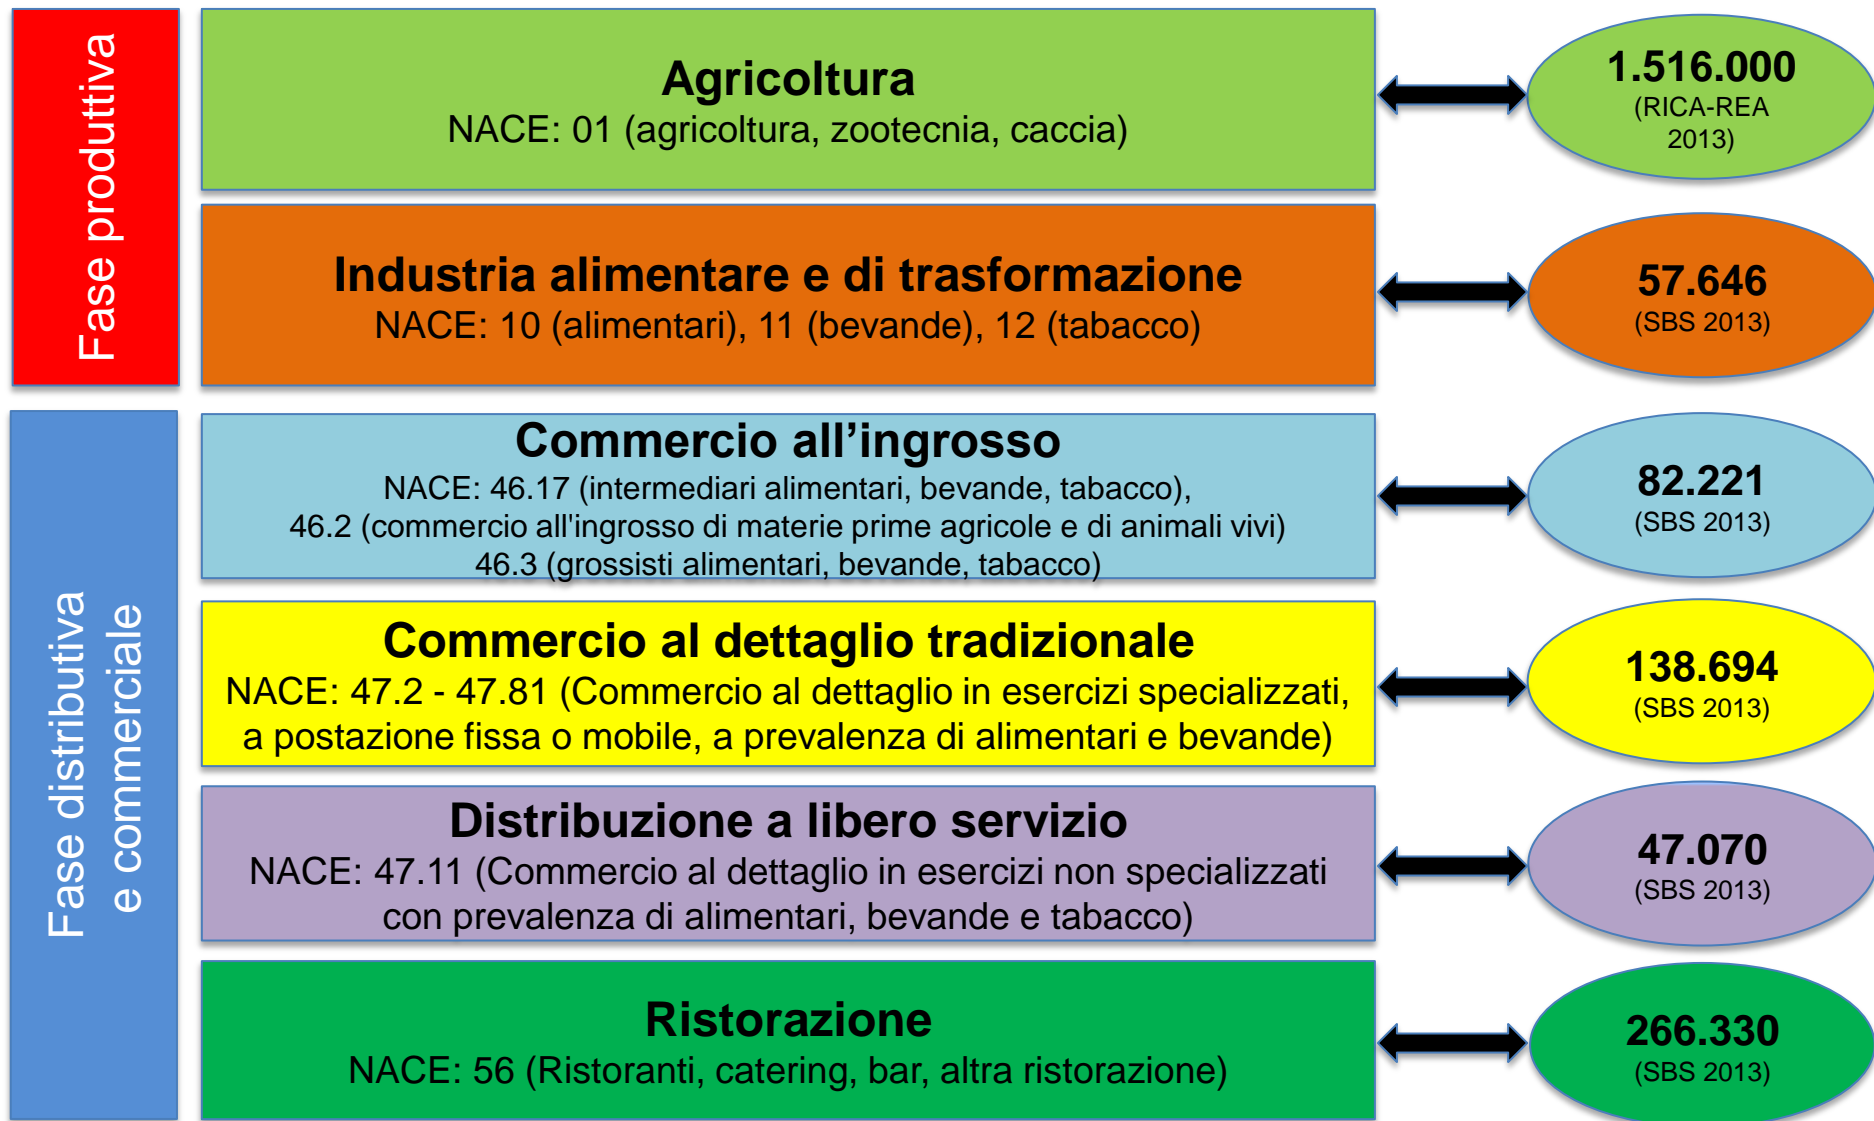 Fase produttiva
Agricoltura
NACE: 01 (agricoltura, zootecnia, caccia)
1.516.000
(RICA-REA
2013)
Industria alimentare e di trasformazione
NACE: 10 (alimentari), 11 (bevande), 12 (tabacco)
57.646
(SBS 2013)
Fase distributiva
e commerciale
Commercio all’ingrosso
NACE: 46.17 (intermediari alimentari, bevande, tabacco),
46.2 (commercio all'ingrosso di materie prime agricole e di animali vivi)
46.3 (grossisti alimentari, bevande, tabacco)
82.221
(SBS 2013)
Commercio al dettaglio tradizionale
NACE: 47.2 - 47.81 (Commercio al dettaglio in esercizi specializzati,
a postazione fissa o mobile, a prevalenza di alimentari e bevande)
138.694
(SBS 2013)
Distribuzione a libero servizio
NACE: 47.11 (Commercio al dettaglio in esercizi non specializzati
con prevalenza di alimentari, bevande e tabacco)
47.070
(SBS 2013)
Ristorazione
NACE: 56 (Ristoranti, catering, bar, altra ristorazione)
266.330
(SBS 2013)